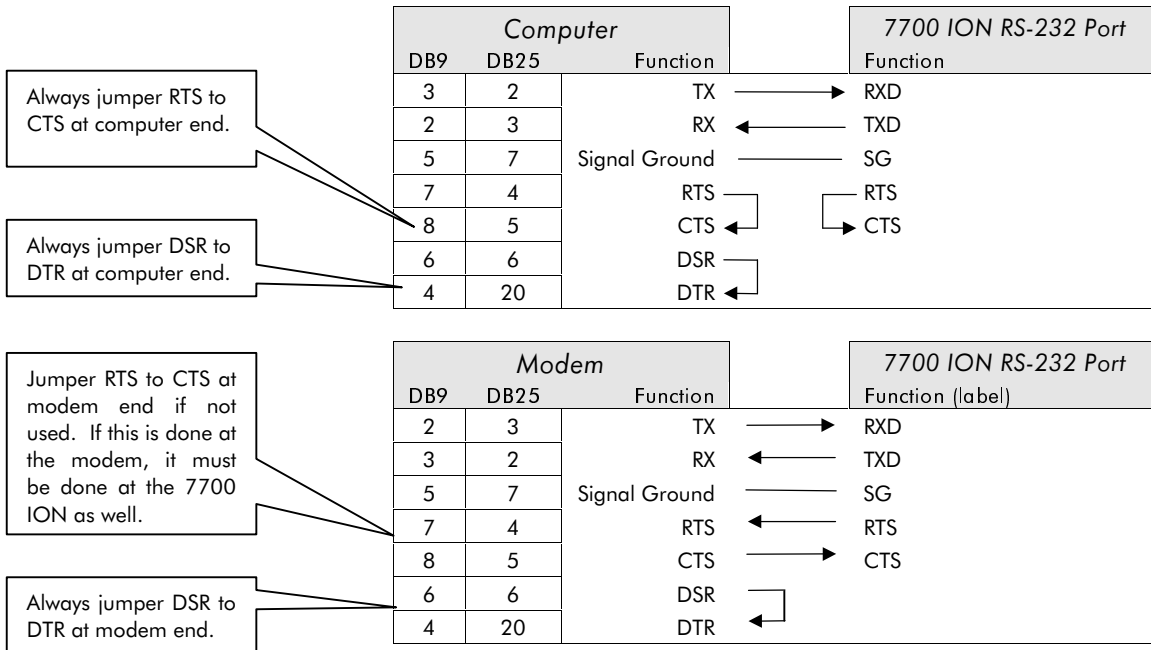 Computer 7700 ION RS-232 Port
DB9 DB25 Function Function
Always jumper RTS to
CTS at computer end.
3 2 TX RXD
2 3 RX TXD
5 7 Signal Ground SG
7 4 RTS RTS
8 5 CTS CTS
Always jumper DSR to
DTR at computer end.
6 6 DSR
4 20 DTR
Modem 7700 ION RS-232 Port
DB9 DB25 Function Function (label)
Jumper RTS to CTS at
modem end if not
used. If this is done at
the modem, it must
be done at the 7700
ION as well.
2 3 TX RXD
3 2 RX TXD
5 7 Signal Ground SG
7 4 RTS RTS
8 5 CTS CTS
Always jumper DSR to
DTR at modem end.
6 6 DSR
4 20 DTR